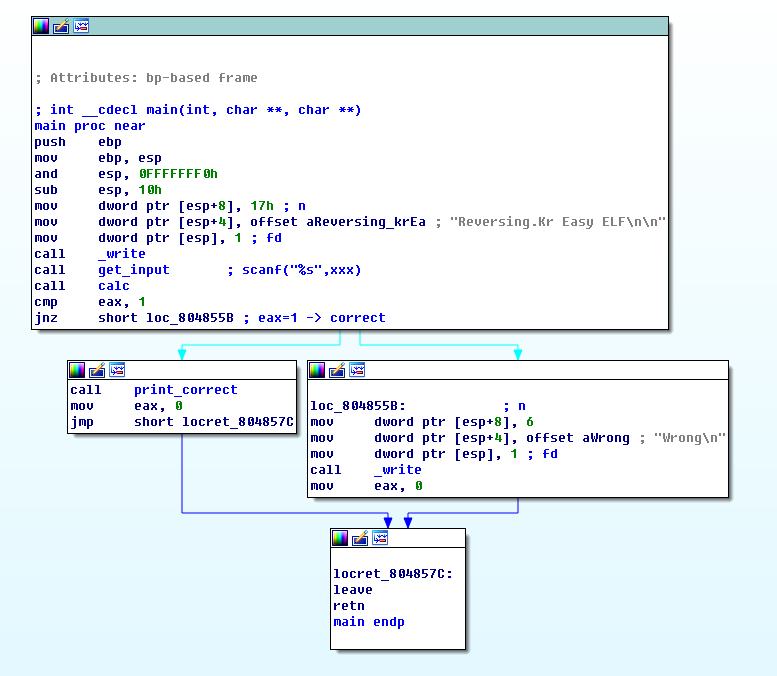 ; Attributes: bp-based frame
; int __cdecl main(int, char **, char **)
main proc near
push    ebp
mov     ebp, esp
and     esp, 0FFFFFFF0h
sub     esp, 10h
mov     dword ptr [esp+8], 17h ; n
mov     dword ptr [esp+4], offset aReversing_krEa ; "Reversing.Kr Easy ELF\n\n"
mov     dword ptr [esp], 1 ; fd
call    _write
call    get_input       ; scanf("%s",xxx)
call    calc
cmp     eax, 1
jnz     short loc_804855B ; eax=1 -> correct
call    print_correct
mov     eax, 0
jmp     short locret_804857C
loc_804855B:            ; n
mov     dword ptr [esp+8], 6
mov     dword ptr [esp+4], offset aWrong ; "Wrong\n"
mov     dword ptr [esp], 1 ; fd
call    _write
mov     eax, 0
locret_804857C:
leave
retn
main endp